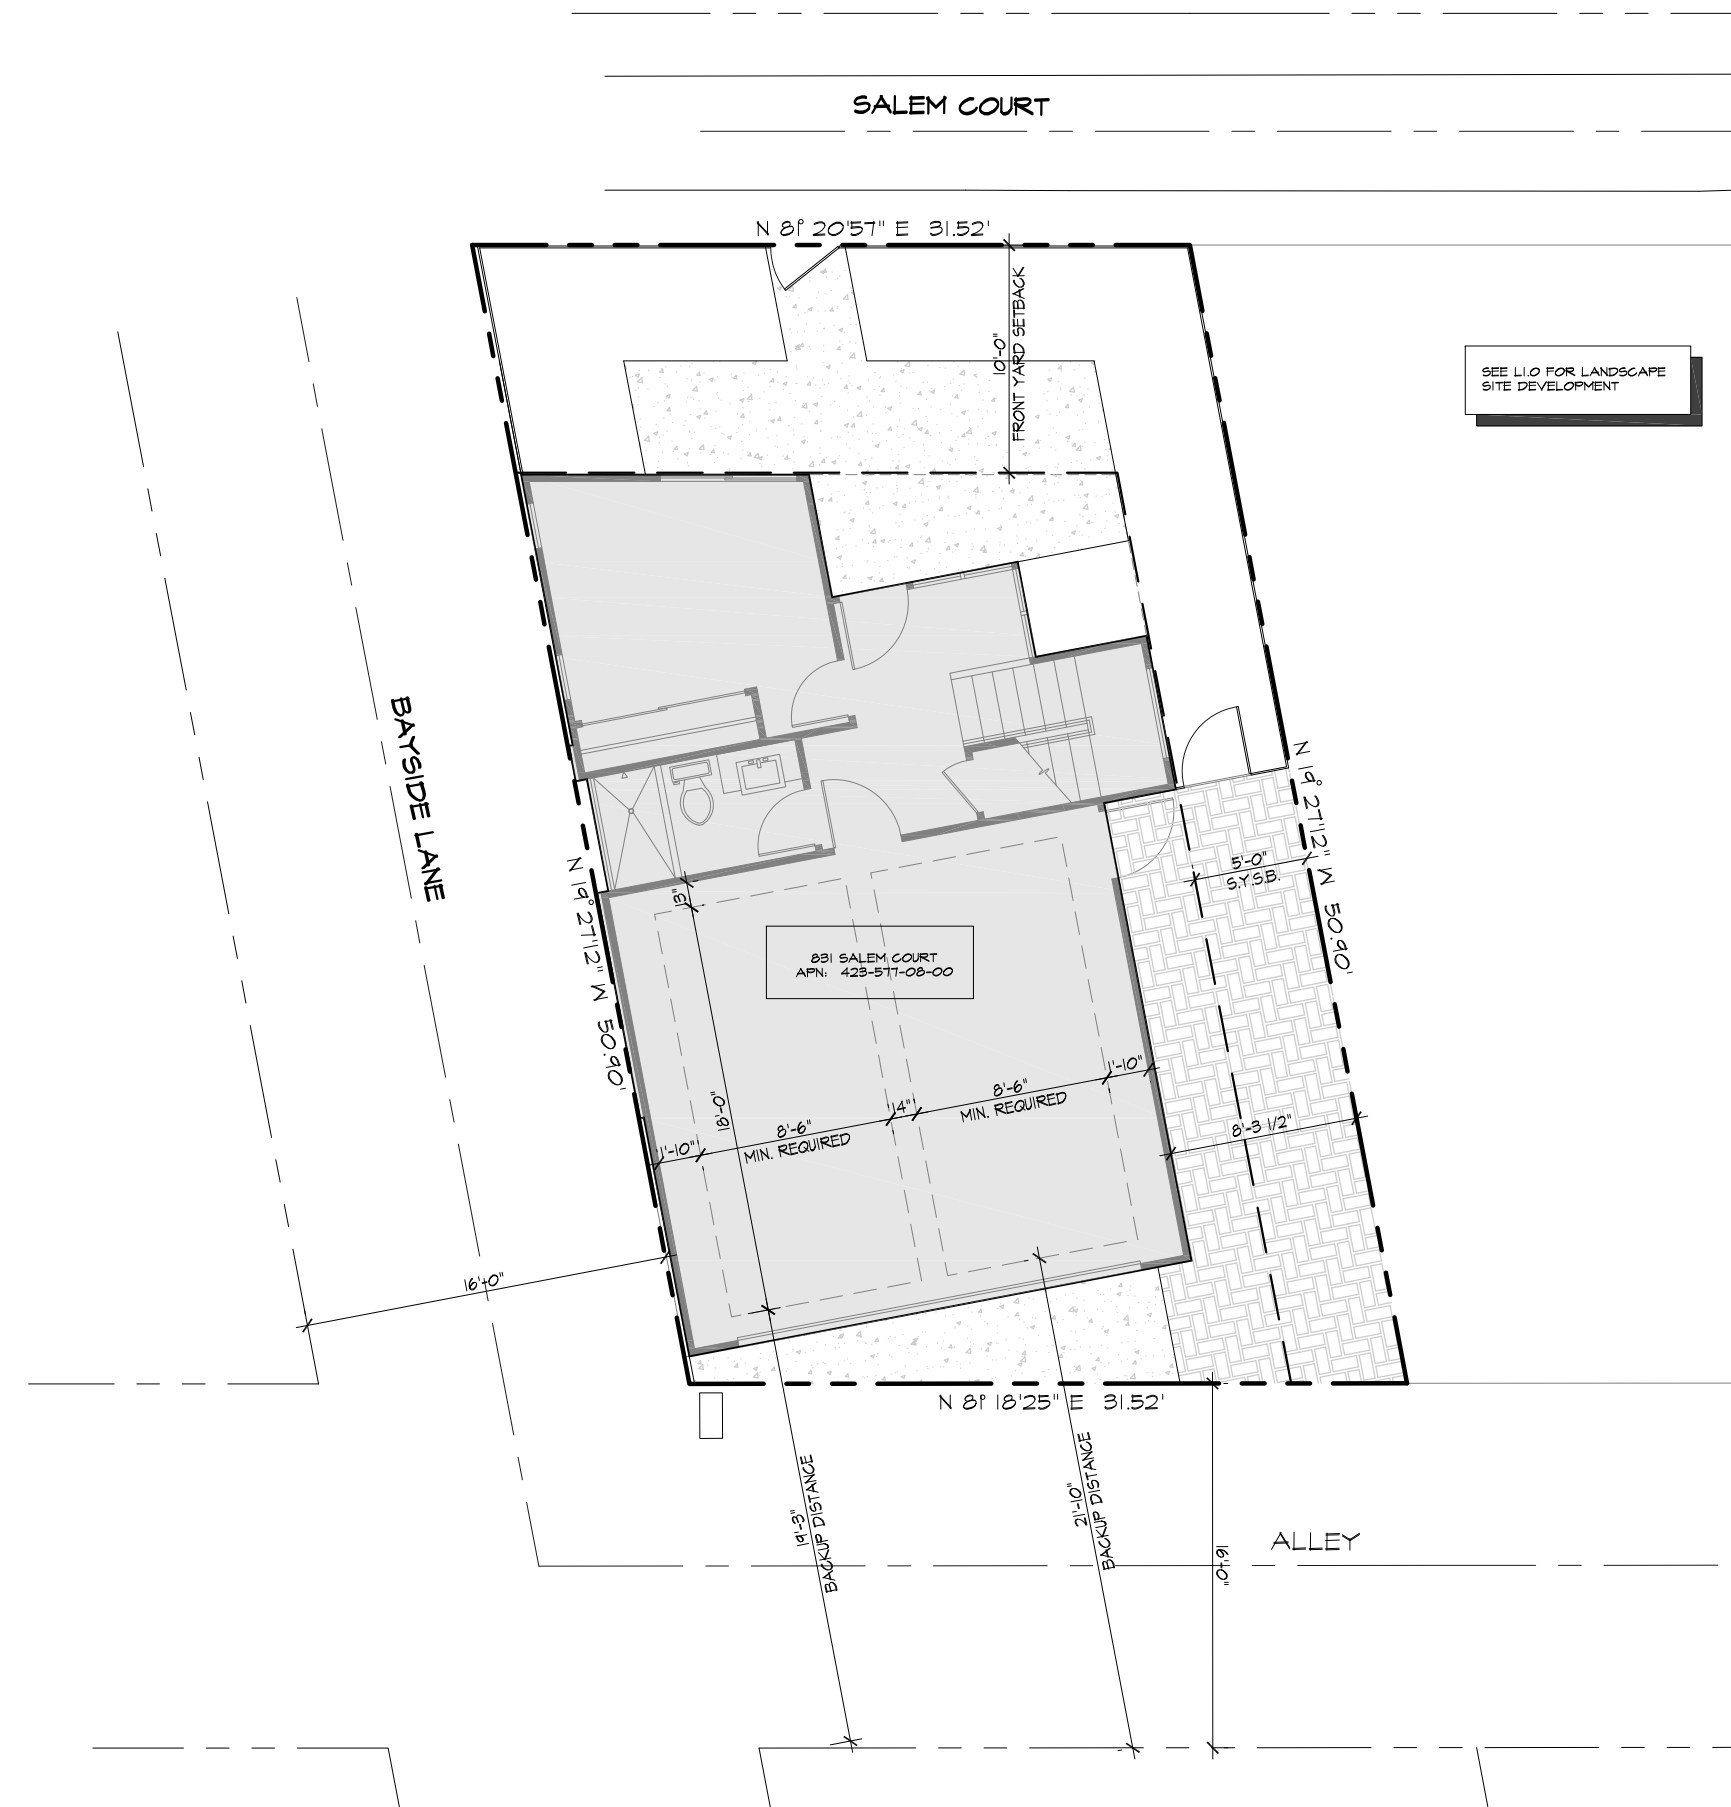 SALEM COURT
N 81° 20'57" E 31.52'
10'-0"
FRONT YARD SETBACK
SEE L1.0 FOR LANDSCAPE
SITE DEVELOPMENT
BAYSIDE LANE
N 19° 27'12" W 50.90'
N 19° 27'12" W 50.90'
5'-0"
S.Y.S.B.
13"
831 SALEM COURT
APN: 423-577-08-00
18'-0"
1'-10"
8'-6"
MIN. REQUIRED
14"
8'-6"
MIN. REQUIRED
1'-10"
8'-3 1/2"
16'-0"
N 81° 18'25" E 31.52'
19'-3"
BACKUP DISTANCE
21'-10"
BACKUP DISTANCE
16'-0"
ALLEY